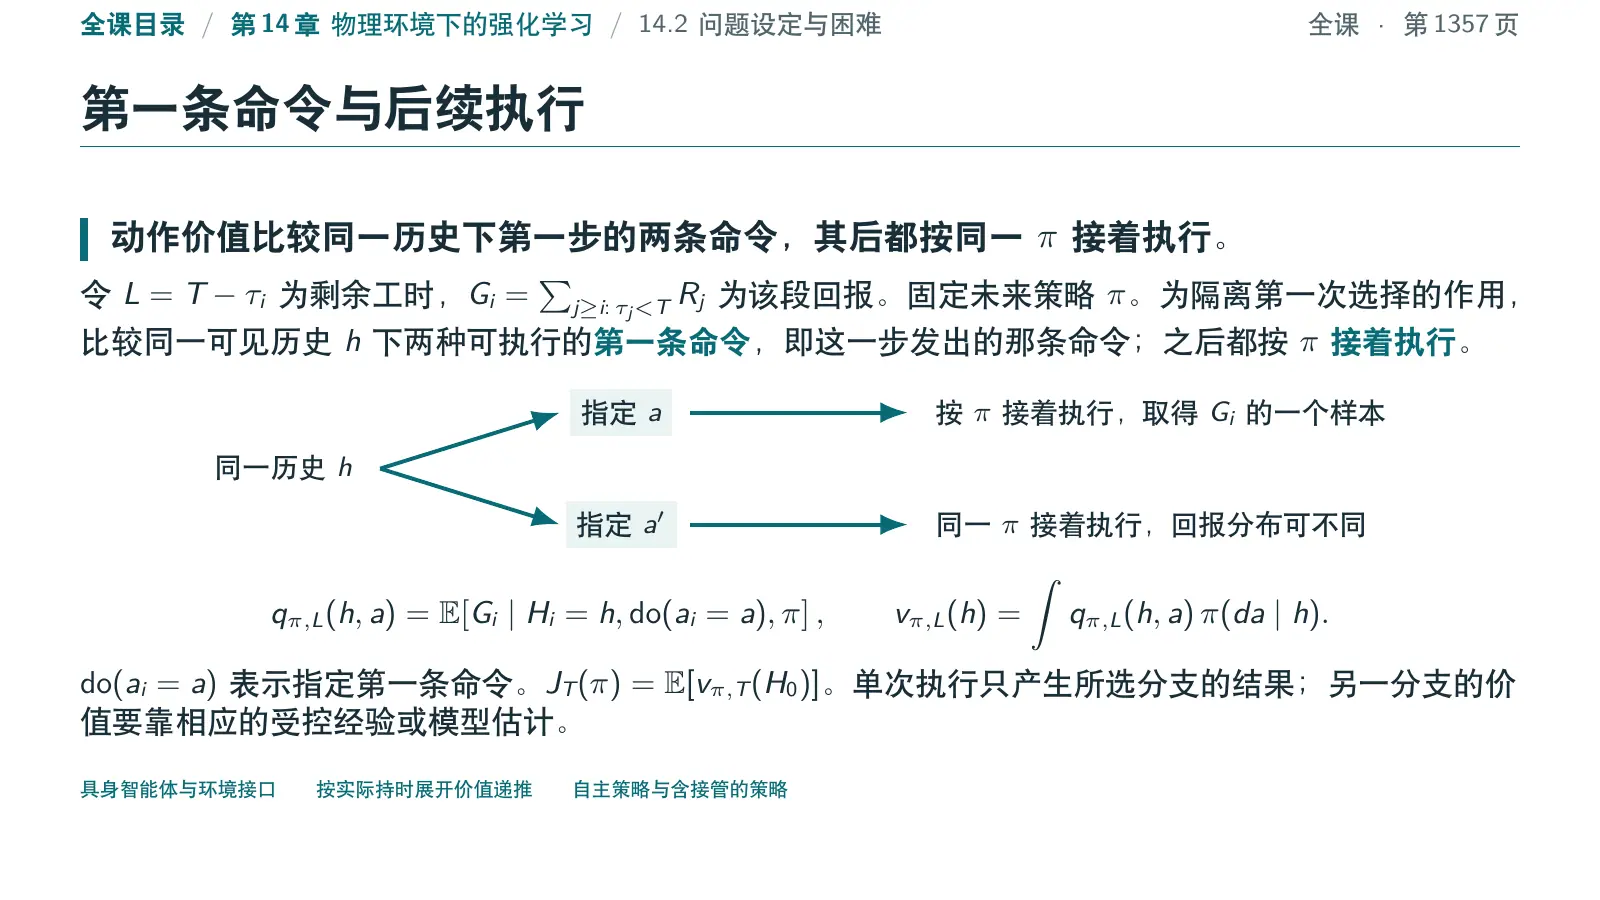 全课目录 / 第 14 章 物理环境下的强化学习 / 14.2 问题设定与困难
全课 · 第 1357 页
第一条命令与后续执行
动作价值比较同一历史下第一步的两条命令，其后都按同一 π 接着执行。
令 L = T − τ_i 为剩余工时，G_i = ∑_{j≥i: τ_j<T} R_j 为该段回报。固定未来策略 π。为隔离第一次选择的作用，
比较同一可见历史 h 下两种可执行的第一条命令，即这一步发出的那条命令；之后都按 π 接着执行。
指定 a
按 π 接着执行，取得 G_i 的一个样本
同一历史 h
指定 a′
同一 π 接着执行，回报分布可不同
q_{π,L}(h, a) = 𝔼[G_i | H_i = h, do(a_i = a), π] ,  v_{π,L}(h) = ∫ q_{π,L}(h, a) π(da | h).
do(a_i = a) 表示指定第一条命令。J_T(π) = 𝔼[v_{π,T}(H_0)]。单次执行只产生所选分支的结果；另一分支的价
值要靠相应的受控经验或模型估计。
具身智能体与环境接口 按实际持时展开价值递推 自主策略与含接管的策略